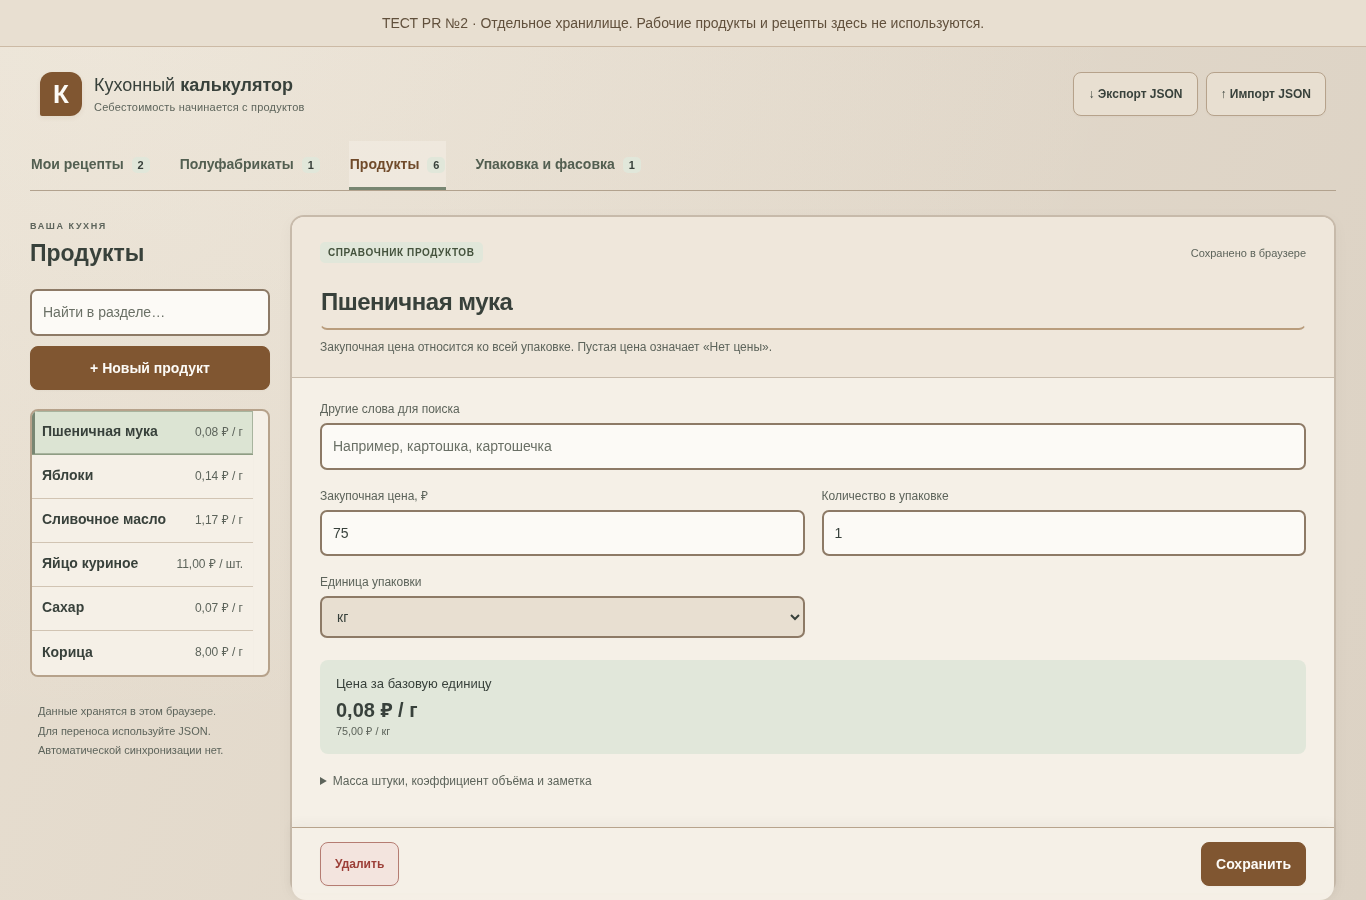 ТЕСТ PR №2 · Отдельное хранилище. Рабочие продукты и рецепты здесь не используются.
К
Кухонный калькулятор
Себестоимость начинается с продуктов
↓ Экспорт JSON
↑ Импорт JSON
Мои рецепты 2
Полуфабрикаты 1
Продукты 6
Упаковка и фасовка 1
ВАША КУХНЯ
Продукты
Найти в разделе…
+ Новый продукт
Пшеничная мука 0,08 ₽ / г
Яблоки 0,14 ₽ / г
Сливочное масло 1,17 ₽ / г
Яйцо куриное 11,00 ₽ / шт.
Сахар 0,07 ₽ / г
Корица 8,00 ₽ / г
Данные хранятся в этом браузере.
Для переноса используйте JSON.
Автоматической синхронизации нет.
СПРАВОЧНИК ПРОДУКТОВ
Сохранено в браузере
Пшеничная мука
Закупочная цена относится ко всей упаковке. Пустая цена означает «Нет цены».
Другие слова для поиска
Например, картошка, картошечка
Закупочная цена, ₽
75
Количество в упаковке
1
Единица упаковки
кг
Цена за базовую единицу
0,08 ₽ / г
75,00 ₽ / кг
Масса штуки, коэффициент объёма и заметка
Удалить
Сохранить